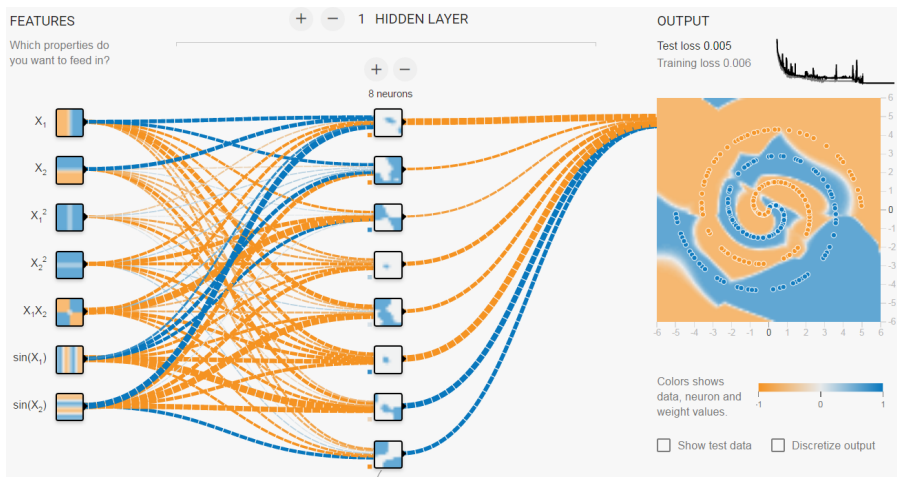 FEATURES
Which properties do
you want to feed in?
+ − 1 HIDDEN LAYER
+ −
8 neurons
X₁
X₂
X₁²
X₂²
X₁X₂
sin(X₁)
sin(X₂)
OUTPUT
Test loss 0.005
Training loss 0.006
6
5
4
3
2
1
0
-1
-2
-3
-4
-5
-6
-6 -5 -4 -3 -2 -1 0 1 2 3 4 5 6
Colors shows
data, neuron and
weight values.
-1 0 1
Show test data Discretize output